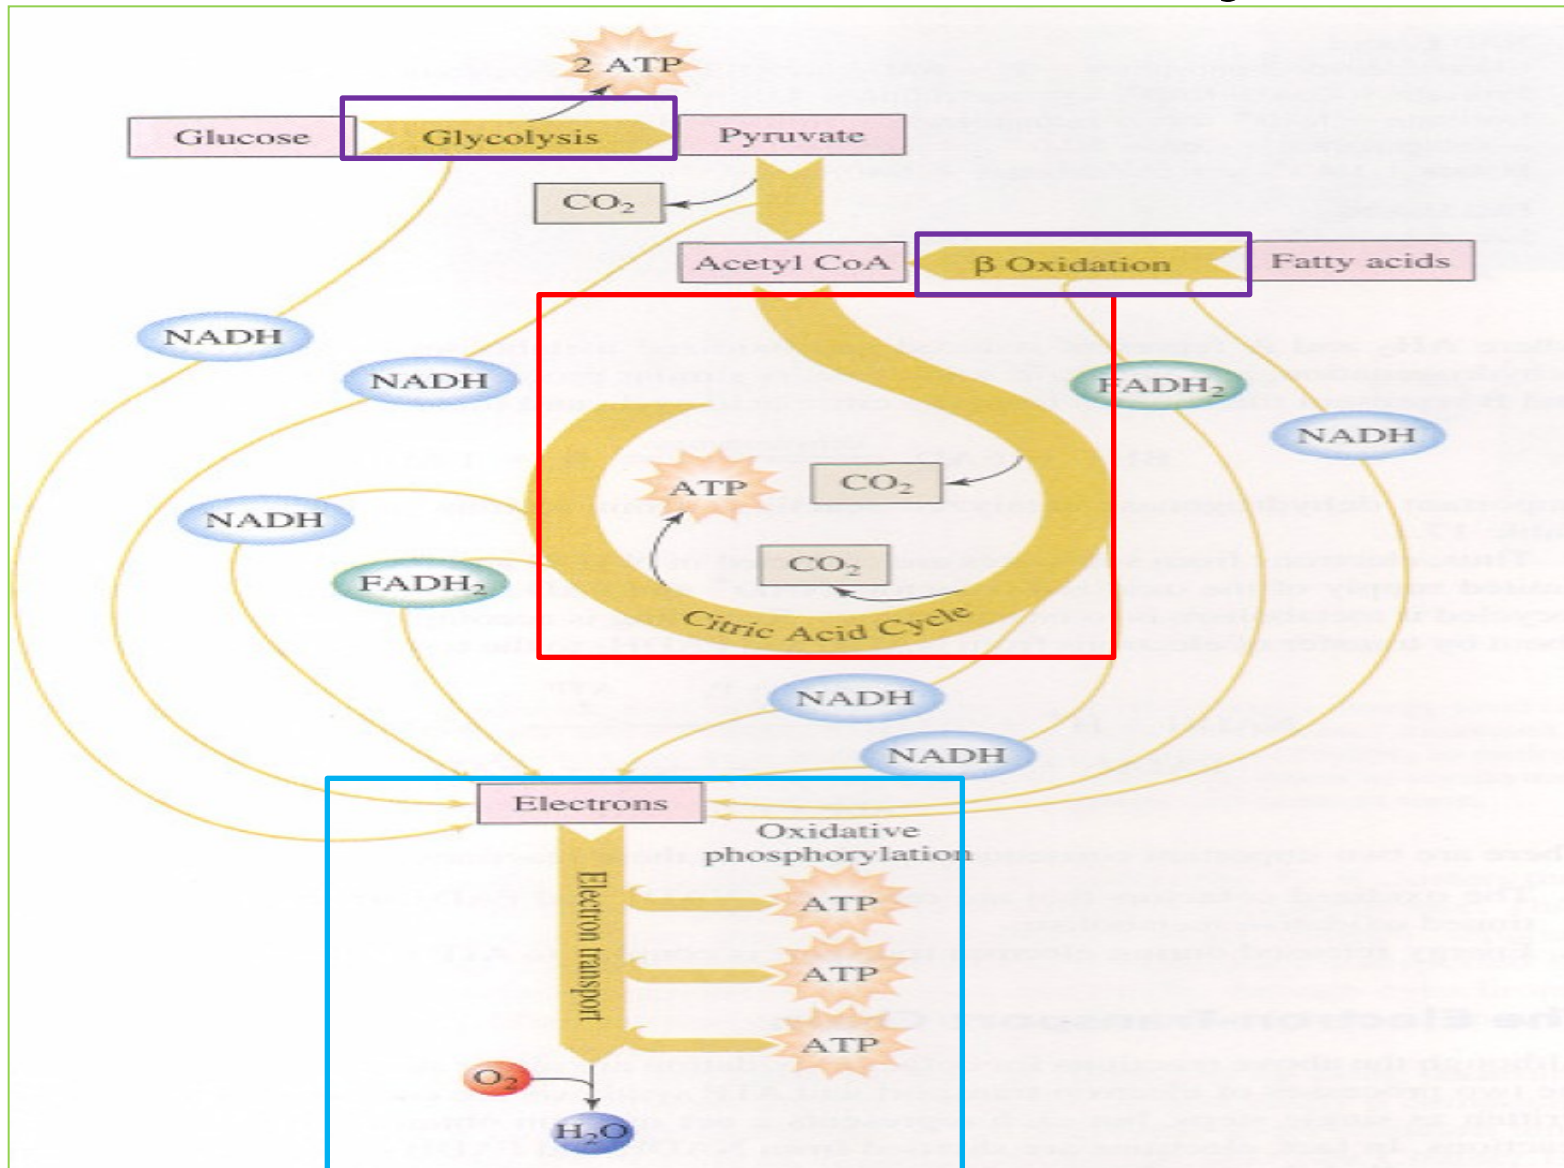 2 ATP
Glucose
Glycolysis
Pyruvate
CO₂
Acetyl CoA
β Oxidation
Fatty acids
NADH
NADH
FADH₂
NADH
ATP
CO₂
NADH
CO₂
FADH₂
Citric Acid Cycle
NADH
NADH
Electrons
Oxidative
phosphorylation
Electron transport
ATP
ATP
ATP
O₂
H₂O